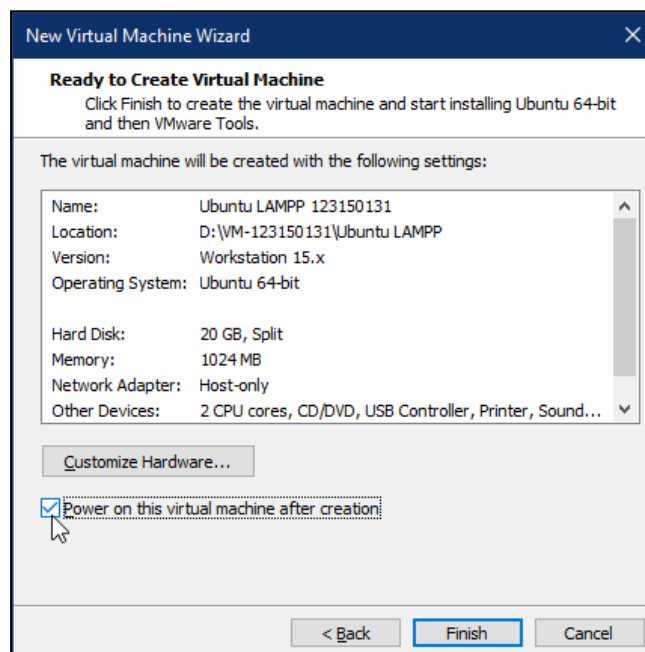 New Virtual Machine Wizard
Ready to Create Virtual Machine
Click Finish to create the virtual machine and start installing Ubuntu 64-bit
and then VMware Tools.
The virtual machine will be created with the following settings:
Name: Ubuntu LAMPP 123150131
Location: D:\VM-123150131\Ubuntu LAMPP
Version: Workstation 15.x
Operating System: Ubuntu 64-bit
Hard Disk: 20 GB, Split
Memory: 1024 MB
Network Adapter: Host-only
Other Devices: 2 CPU cores, CD/DVD, USB Controller, Printer, Sound...
Customize Hardware...
Power on this virtual machine after creation
< Back Finish Cancel